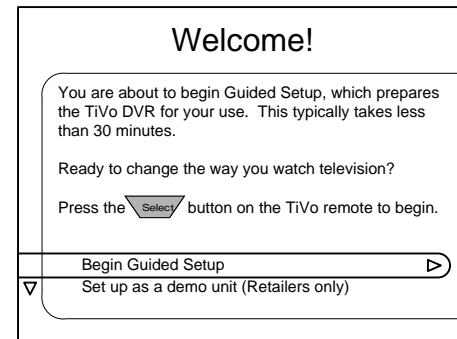 Welcome!
You are about to begin Guided Setup, which prepares
the TiVo DVR for your use. This typically takes less
than 30 minutes.
Ready to change the way you watch television?
Press the Select button on the TiVo remote to begin.
Begin Guided Setup
Set up as a demo unit (Retailers only)